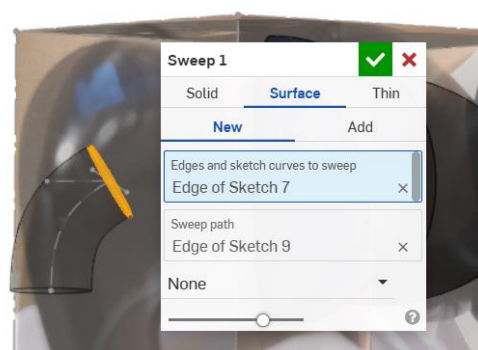 Sweep 1
Solid Surface Thin
New Add
Edges and sketch curves to sweep
Edge of Sketch 7
Sweep path
Edge of Sketch 9
None